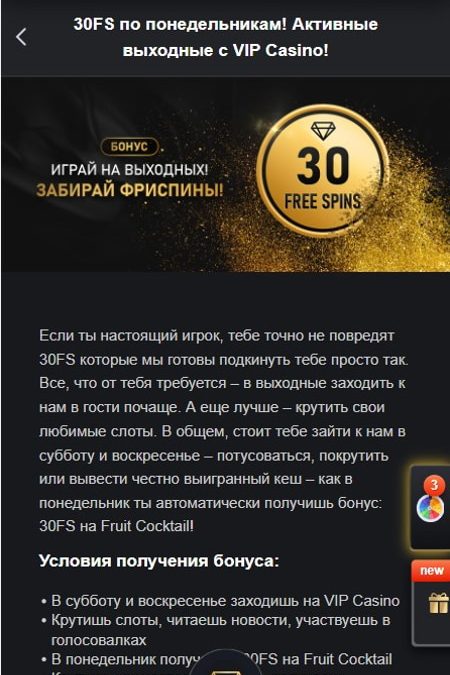 30FS по понедельникам! Активные
выходные с VIP Casino!
БОНУС
ИГРАЙ НА ВЫХОДНЫХ!
ЗАБИРАЙ ФРИСПИНЫ!
30
FREE SPINS
Если ты настоящий игрок, тебе точно не повредят
30FS которые мы готовы подкинуть тебе просто так.
Все, что от тебя требуется – в выходные заходить к
нам в гости почаще. А еще лучше – крутить свои
любимые слоты. В общем, стоит тебе зайти к нам в
субботу и воскресенье – потусоваться, покрутить
или вывести честно выигранный кеш – как в
понедельник ты автоматически получишь бонус:
30FS на Fruit Cocktail!
3
new
Условия получения бонуса:
• В субботу и воскресенье заходишь на VIP Casino
• Крутишь слоты, читаешь новости, участвуешь в
голосовалках
• В понедельник 30FS на Fruit Cocktail